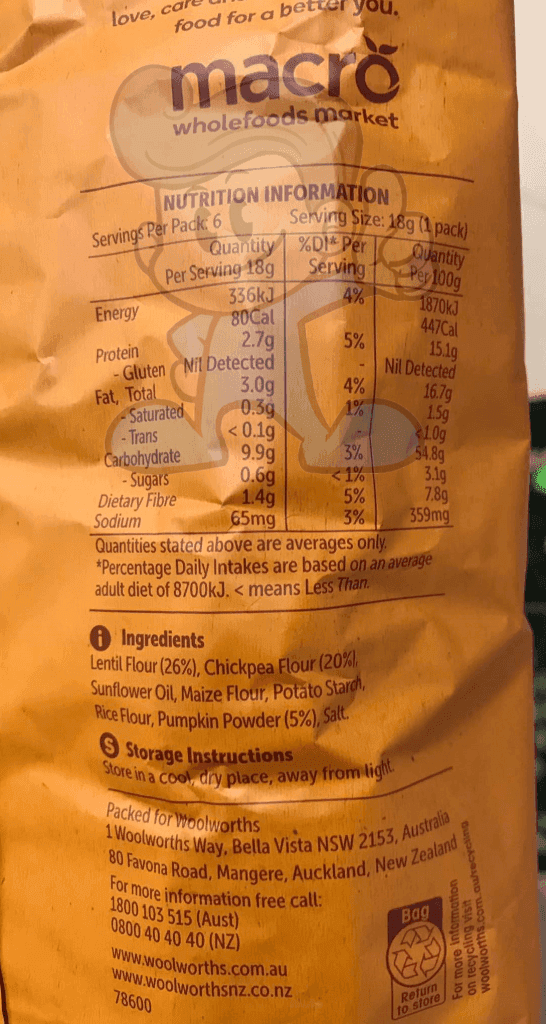 love, care
food for a better you.
macro
wholefoods market
NUTRITION INFORMATION
Servings Per Pack: 6 Serving Size: 18g (1 pack)
Quantity %DI* Per Quantity
Per Serving 18g Serving Per 100g
Energy 336kJ 4% 1870kJ
80Cal 447Cal
Protein 2.7g 5% 15.1g
- Gluten Nil Detected - Nil Detected
Fat, Total 3.0g 4% 16.7g
- Saturated 0.3g 1% 1.5g
- Trans < 0.1g - <1.0g
Carbohydrate 9.9g 3% 54.8g
- Sugars 0.6g < 1% 3.1g
Dietary Fibre 1.4g 5% 7.8g
Sodium 65mg 3% 359mg
Quantities stated above are averages only.
*Percentage Daily Intakes are based on an average
adult diet of 8700kJ. < means Less Than.
i Ingredients
Lentil Flour (26%), Chickpea Flour (20%),
Sunflower Oil, Maize Flour, Potato Starch,
Rice Flour, Pumpkin Powder (5%), Salt.
S Storage Instructions
Store in a cool, dry place, away from light.
Packed for Woolworths
1 Woolworths Way, Bella Vista NSW 2153, Australia
80 Favona Road, Mangere, Auckland, New Zealand
For more information free call:
1800 103 515 (Aust)
0800 40 40 40 (NZ)
www.woolworths.com.au
www.woolworthsnz.co.nz
78600
Bag
Return
to store
For more information
on recycling visit
woolworths.com.au/recycling